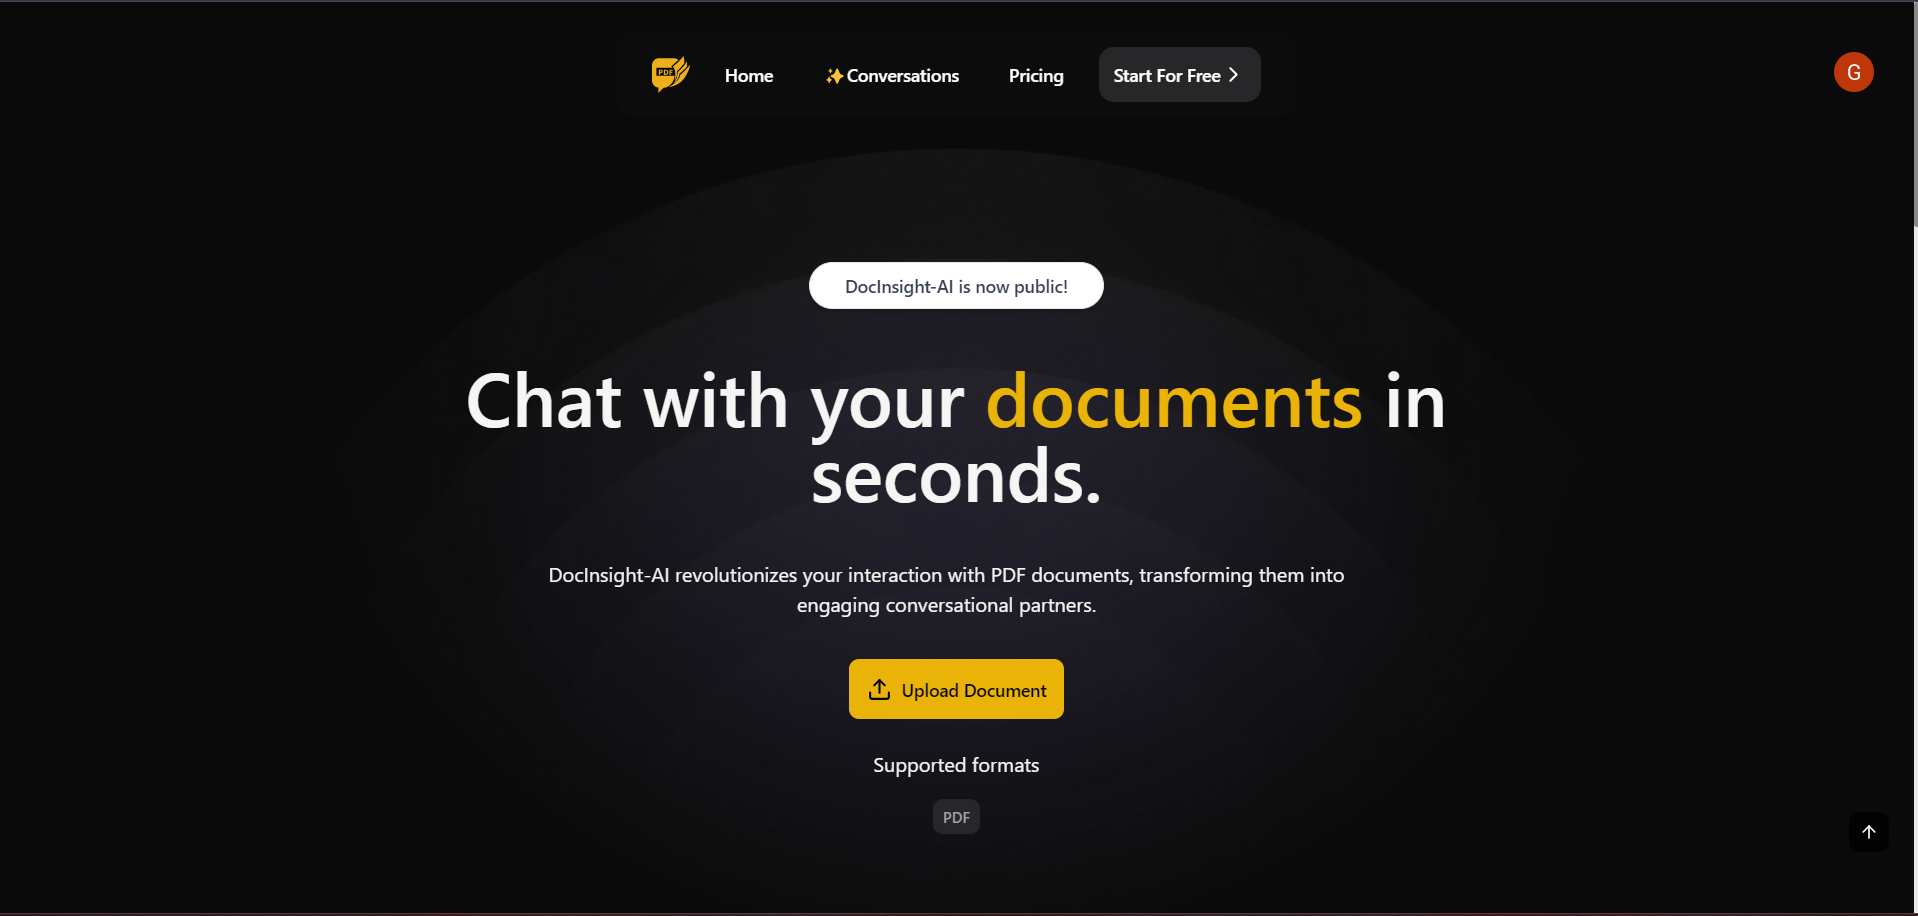 PDF
Home
✨Conversations
Pricing
Start For Free
G
DocInsight-AI is now public!
Chat with your documents in
seconds.
DocInsight-AI revolutionizes your interaction with PDF documents, transforming them into
engaging conversational partners.
Upload Document
Supported formats
PDF